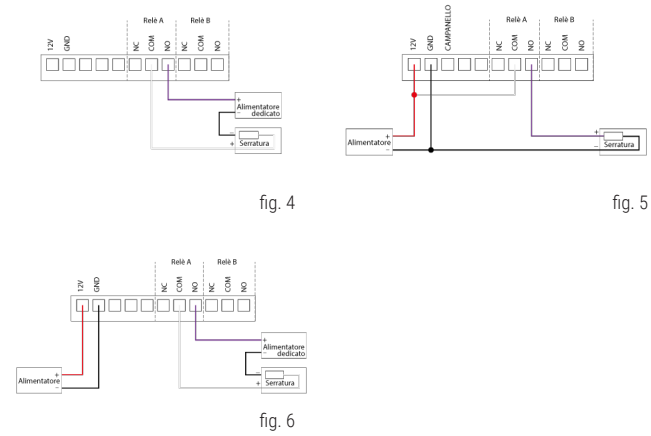 Relè A Relè B
12V GND NC COM NO NC COM NO
+
Alimentatore
− dedicato
−
+ Serratura
fig. 4
Relè A Relè B
12V GND CAMPANELLO NC COM NO NC COM NO
+
Alimentatore
−
+
− Serratura
fig. 5
Relè A Relè B
12V GND NC COM NO NC COM NO
+
Alimentatore
− dedicato
+
Alimentatore
−
−
+ Serratura
fig. 6